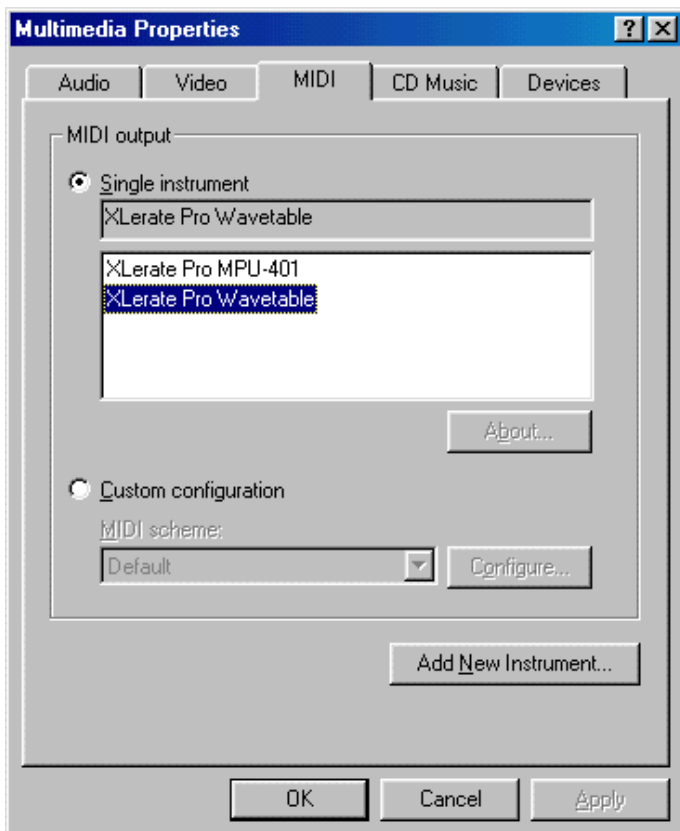 Multimedia Properties
Audio Video MIDI CD Music Devices
MIDI output
Single instrument
XLerate Pro Wavetable
XLerate Pro MPU-401
XLerate Pro Wavetable
About...
Custom configuration
MIDI scheme:
Default Configure...
Add New Instrument...
OK Cancel Apply